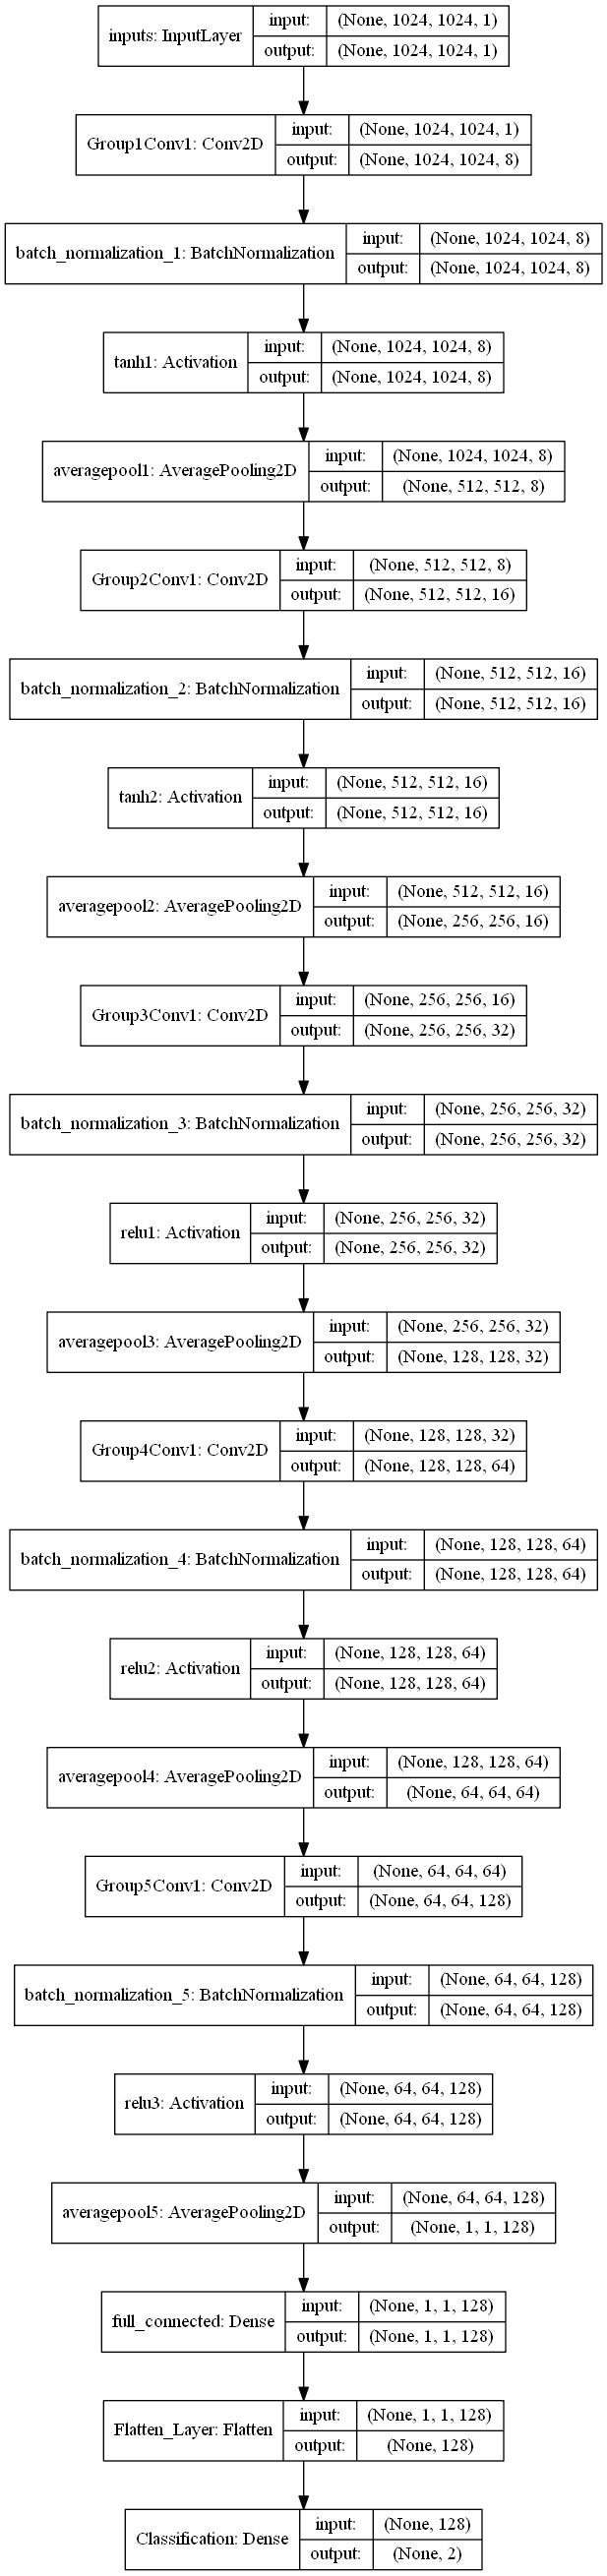 inputs: InputLayer
input: (None, 1024, 1024, 1)
output: (None, 1024, 1024, 1)
Group1Conv1: Conv2D
input: (None, 1024, 1024, 1)
output: (None, 1024, 1024, 8)
batch_normalization_1: BatchNormalization
input: (None, 1024, 1024, 8)
output: (None, 1024, 1024, 8)
tanh1: Activation
input: (None, 1024, 1024, 8)
output: (None, 1024, 1024, 8)
averagepool1: AveragePooling2D
input: (None, 1024, 1024, 8)
output: (None, 512, 512, 8)
Group2Conv1: Conv2D
input: (None, 512, 512, 8)
output: (None, 512, 512, 16)
batch_normalization_2: BatchNormalization
input: (None, 512, 512, 16)
output: (None, 512, 512, 16)
tanh2: Activation
input: (None, 512, 512, 16)
output: (None, 512, 512, 16)
averagepool2: AveragePooling2D
input: (None, 512, 512, 16)
output: (None, 256, 256, 16)
Group3Conv1: Conv2D
input: (None, 256, 256, 16)
output: (None, 256, 256, 32)
batch_normalization_3: BatchNormalization
input: (None, 256, 256, 32)
output: (None, 256, 256, 32)
relu1: Activation
input: (None, 256, 256, 32)
output: (None, 256, 256, 32)
averagepool3: AveragePooling2D
input: (None, 256, 256, 32)
output: (None, 128, 128, 32)
Group4Conv1: Conv2D
input: (None, 128, 128, 32)
output: (None, 128, 128, 64)
batch_normalization_4: BatchNormalization
input: (None, 128, 128, 64)
output: (None, 128, 128, 64)
relu2: Activation
input: (None, 128, 128, 64)
output: (None, 128, 128, 64)
averagepool4: AveragePooling2D
input: (None, 128, 128, 64)
output: (None, 64, 64, 64)
Group5Conv1: Conv2D
input: (None, 64, 64, 64)
output: (None, 64, 64, 128)
batch_normalization_5: BatchNormalization
input: (None, 64, 64, 128)
output: (None, 64, 64, 128)
relu3: Activation
input: (None, 64, 64, 128)
output: (None, 64, 64, 128)
averagepool5: AveragePooling2D
input: (None, 64, 64, 128)
output: (None, 1, 1, 128)
full_connected: Dense
input: (None, 1, 1, 128)
output: (None, 1, 1, 128)
Flatten_Layer: Flatten
input: (None, 1, 1, 128)
output: (None, 128)
Classification: Dense
input: (None, 128)
output: (None, 2)